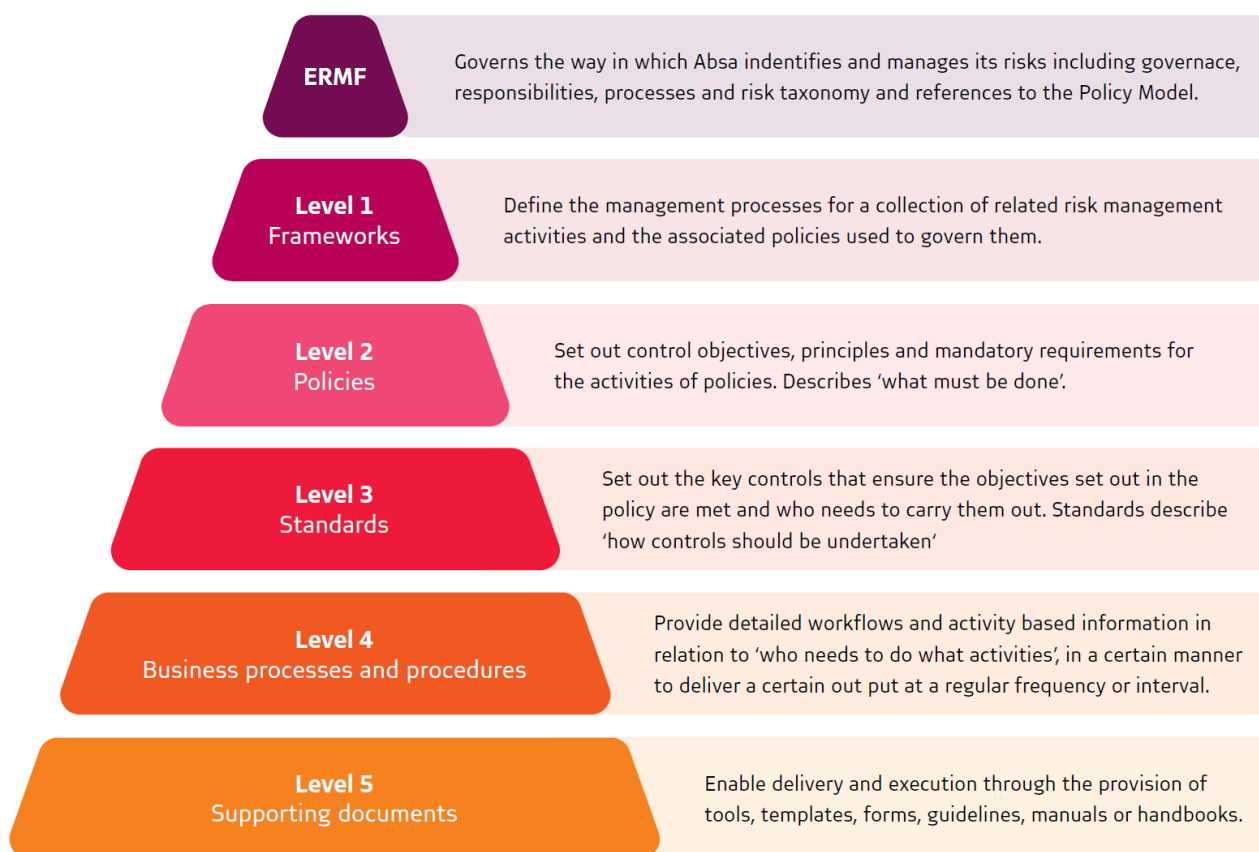 ERMF
Governs the way in which Absa indentifies and manages its risks including governace,
responsibilities, processes and risk taxonomy and references to the Policy Model.
Level 1
Frameworks
Define the management processes for a collection of related risk management
activities and the associated policies used to govern them.
Level 2
Policies
Set out control objectives, principles and mandatory requirements for
the activities of policies. Describes ‘what must be done’.
Level 3
Standards
Set out the key controls that ensure the objectives set out in the
policy are met and who needs to carry them out. Standards describe
‘how controls should be undertaken‘
Level 4
Business processes and procedures
Provide detailed workflows and activity based information in
relation to ‘who needs to do what activities’, in a certain manner
to deliver a certain out put at a regular frequency or interval.
Level 5
Supporting documents
Enable delivery and execution through the provision of
tools, templates, forms, guidelines, manuals or handbooks.